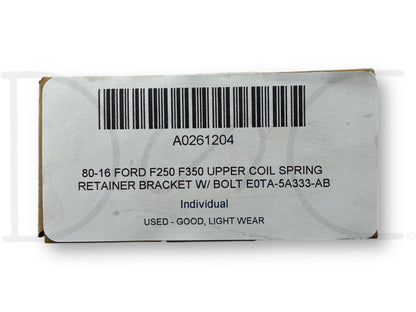 A0261204
80-16 FORD F250 F350 UPPER COIL SPRING
RETAINER BRACKET W/ BOLT E0TA-5A333-AB
Individual
USED - GOOD, LIGHT WEAR